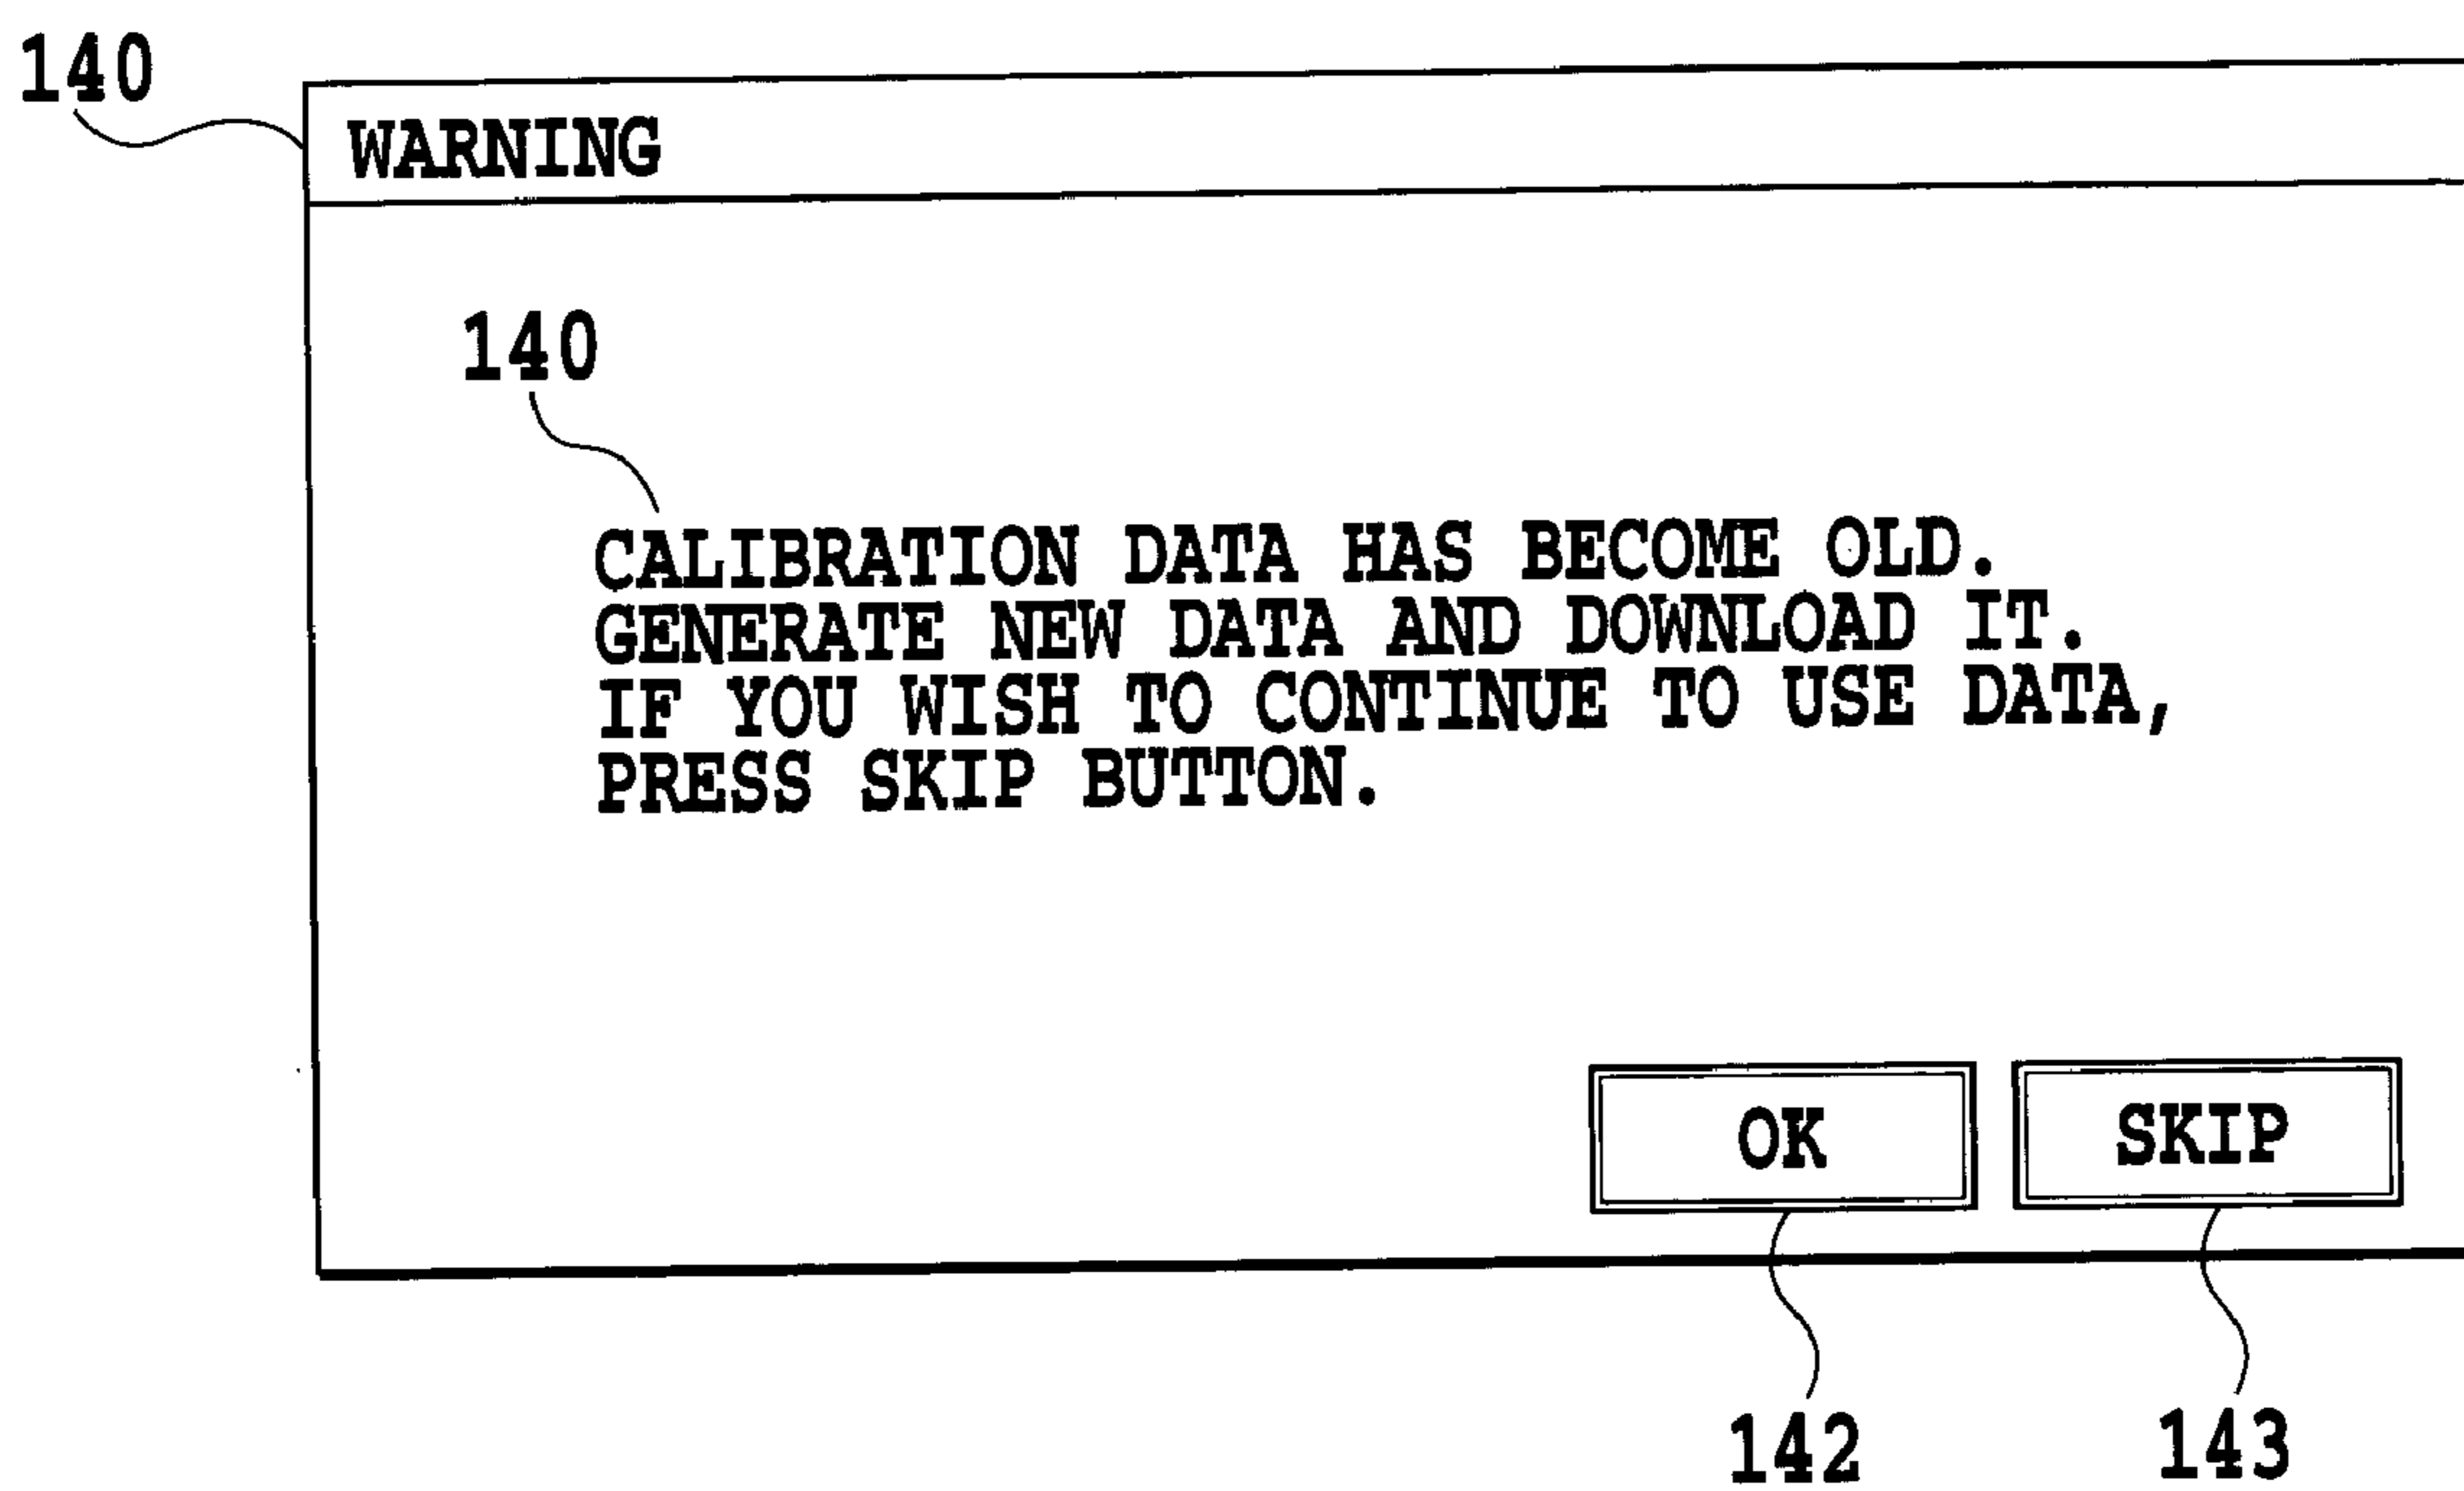 140
WARNING
140
CALIBRATION DATA HAS BECOME OLD.
GENERATE NEW DATA AND DOWNLOAD IT.
IF YOU WISH TO CONTINUE TO USE DATA,
PRESS SKIP BUTTON.
OK SKIP
142 143